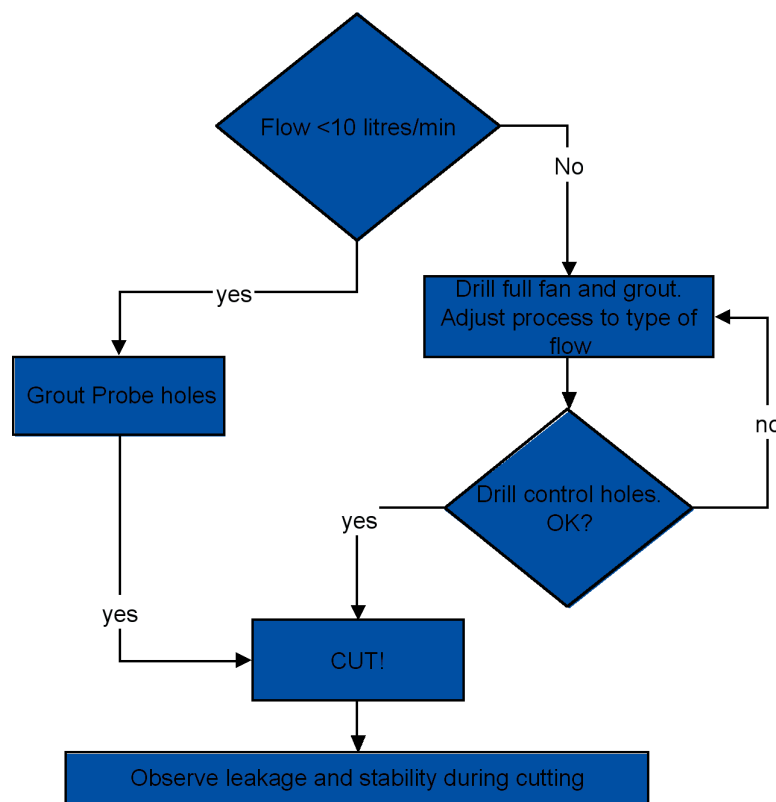 Flow <10 litres/min
No
Drill full fan and grout.
Adjust process to type of
flow
yes
Grout Probe holes
no
Drill control holes.
OK?
yes
yes
CUT!
Observe leakage and stability during cutting